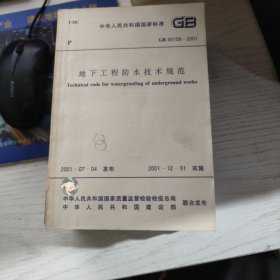 UDC
中华人民共和国国家标准
GB
P
GB 50108-2001
地下工程防水技术规范
Technical code for waterproofing of underground works
2001-07-04 发布
2001-12-31 实施
中华人民共和国国家质量监督检验检疫总局
中华人民共和国建设部
联合发布